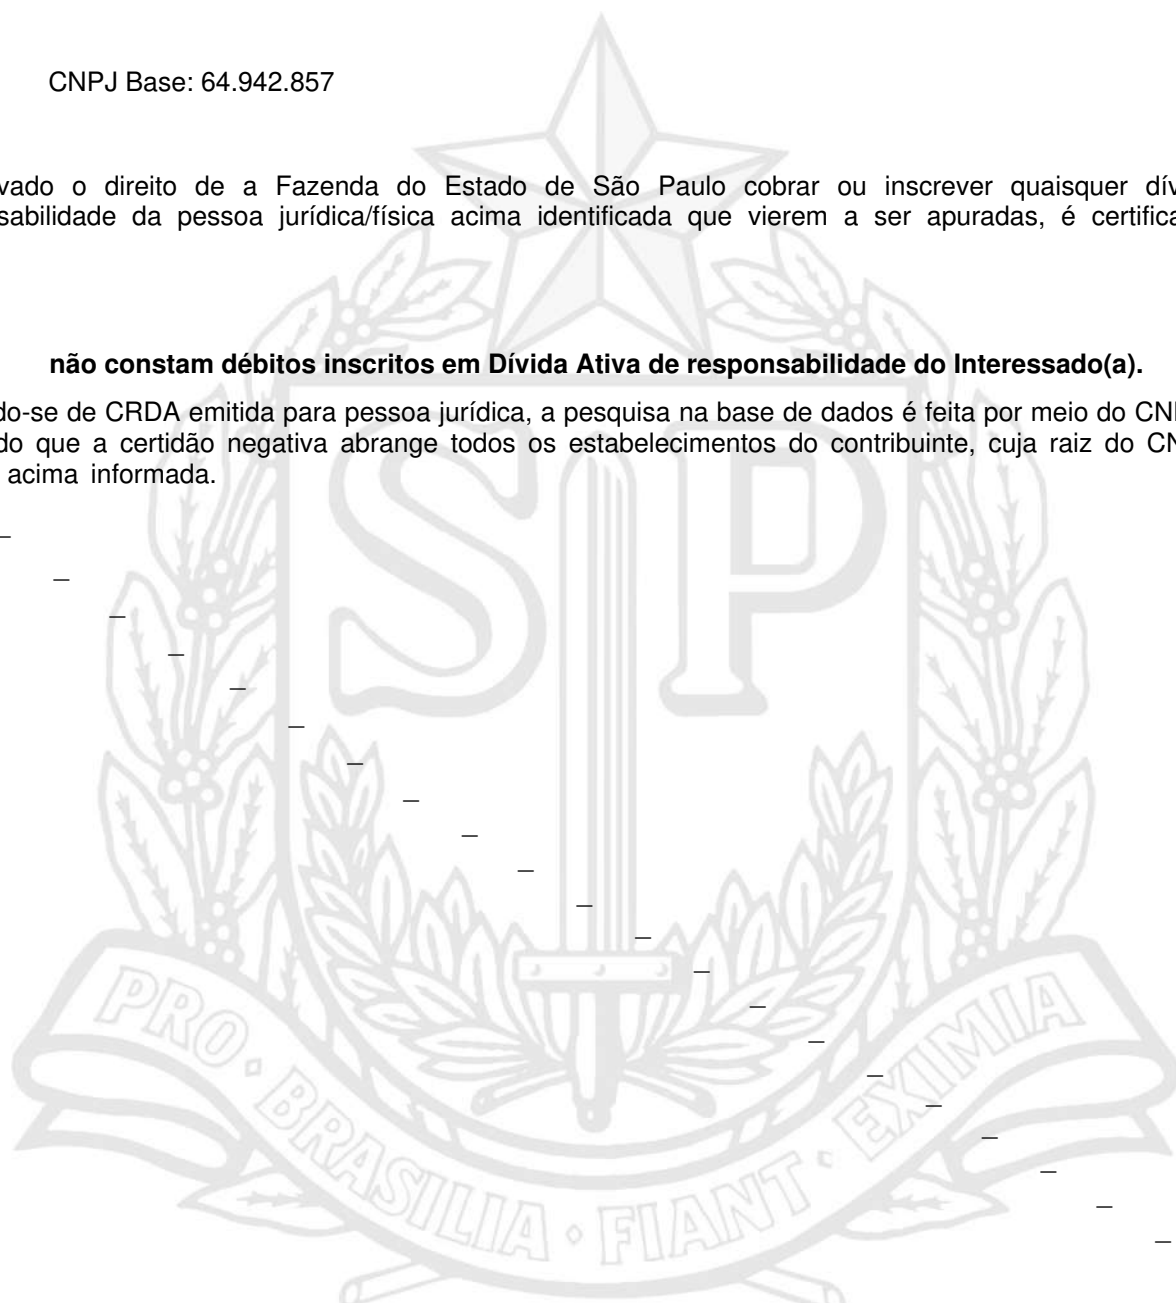 CNPJ Base: 64.942.857
vado o direito de a Fazenda do Estado de São Paulo cobrar ou inscrever quaisquer dív
sabilidade da pessoa jurídica/física acima identificada que vierem a ser apuradas, é certifica
não constam débitos inscritos em Dívida Ativa de responsabilidade do Interessado(a).
do-se de CRDA emitida para pessoa jurídica, a pesquisa na base de dados é feita por meio do CN
do que a certidão negativa abrange todos os estabelecimentos do contribuinte, cuja raiz do CN
acima informada.
SP
PRO • BRASILIA • FIANT • EXIMIA